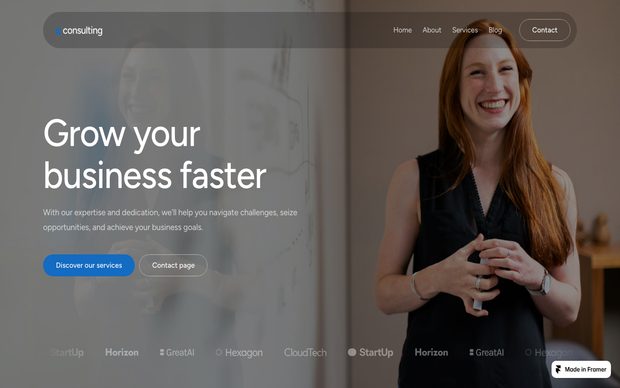 consulting
Home About Services Blog Contact
Grow your
business faster
With our expertise and dedication, we'll help you navigate challenges, seize
opportunities, and achieve your business goals.
Discover our services Contact page
StartUp Horizon GreatAI Hexagon CloudTech StartUp Horizon GreatAI Hexagon
Made in Framer